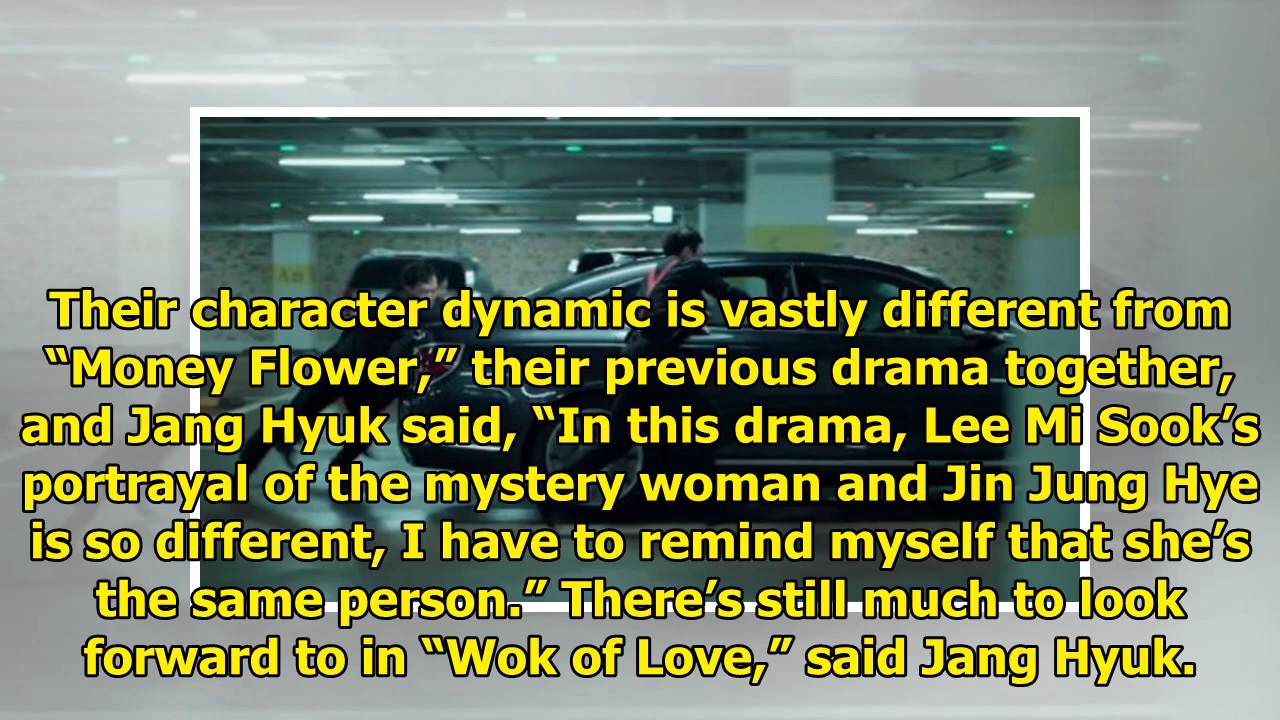 Their character dynamic is vastly different from
“Money Flower,” their previous drama together,
and Jang Hyuk said, “In this drama, Lee Mi Sook’s
portrayal of the mystery woman and Jin Jung Hye
is so different, I have to remind myself that she’s
the same person.” There’s still much to look
forward to in “Wok of Love,” said Jang Hyuk.